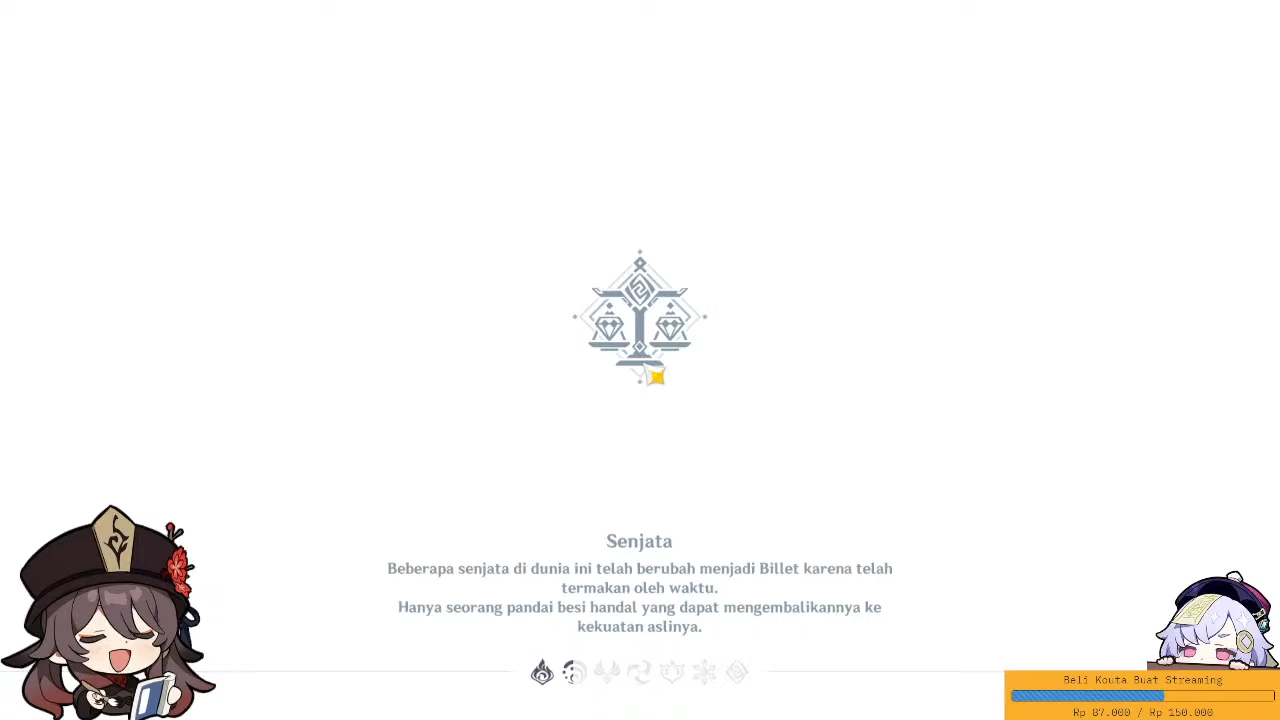 Senjata
Beberapa senjata di dunia ini telah berubah menjadi Billet karena telah
termakan oleh waktu.
Hanya seorang pandai besi handal yang dapat mengembalikannya ke
kekuatan aslinya.
Beli Kouta Buat Streaming
Rp 87.000 / Rp 150.000